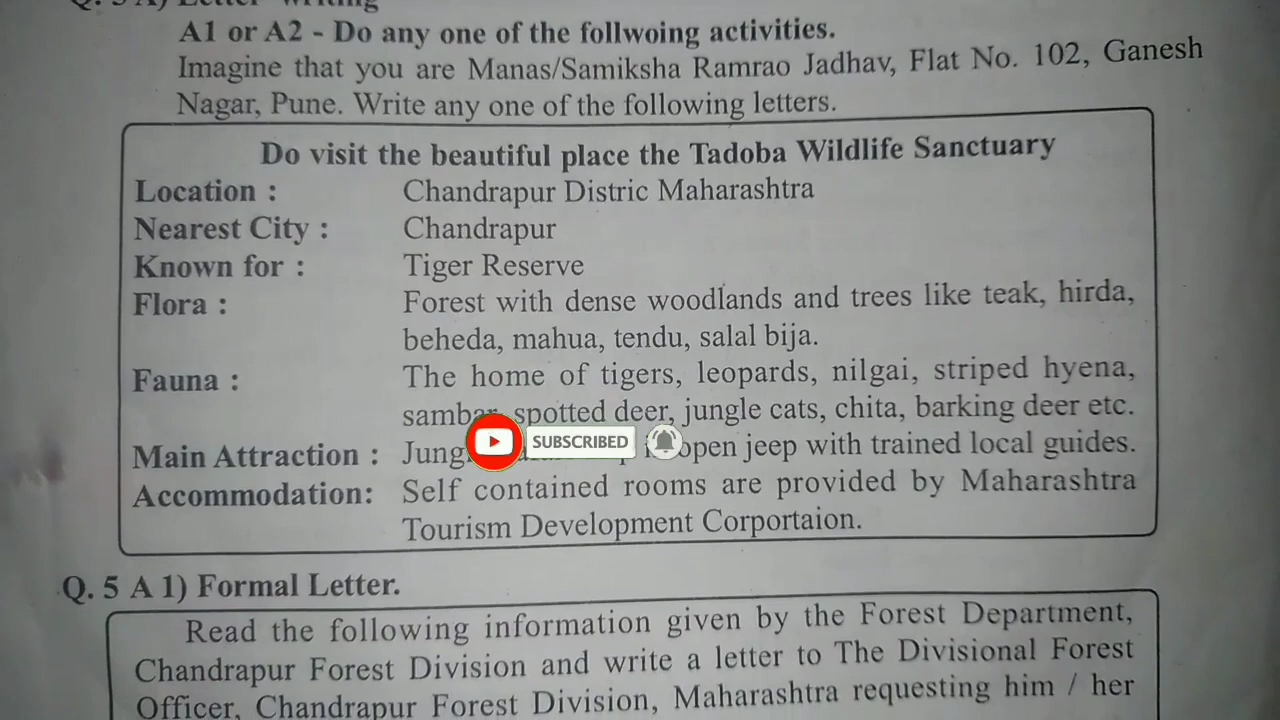 Q. 5 A) Letter Writing
A1 or A2 - Do any one of the follwoing activities.
Imagine that you are Manas/Samiksha Ramrao Jadhav, Flat No. 102, Ganesh
Nagar, Pune. Write any one of the following letters.
Do visit the beautiful place the Tadoba Wildlife Sanctuary
Location : Chandrapur Distric Maharashtra
Nearest City : Chandrapur
Known for : Tiger Reserve
Flora : Forest with dense woodlands and trees like teak, hirda,
beheda, mahua, tendu, salal bija.
Fauna : The home of tigers, leopards, nilgai, striped hyena,
sambar, spotted deer, jungle cats, chita, barking deer etc.
SUBSCRIBED
Main Attraction : open jeep with trained local guides.
Accommodation: Self contained rooms are provided by Maharashtra
Tourism Development Corportaion.
Q. 5 A 1) Formal Letter.
Read the following information given by the Forest Department,
Chandrapur Forest Division and write a letter to The Divisional Forest
Officer, Chandrapur Forest Division, Maharashtra requesting him / her